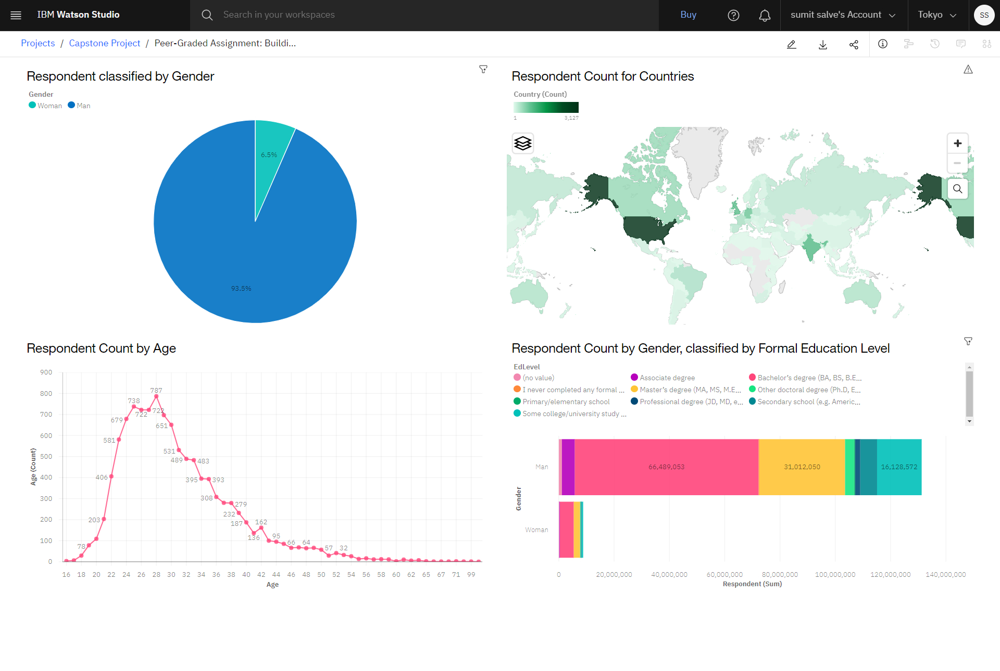 IBM Watson Studio
Search in your workspaces
Buy
sumit salve's Account
Tokyo
SS
Projects / Capstone Project / Peer-Graded Assignment: Buildi...
Respondent classified by Gender
Gender
Woman Man
6.5%
93.5%
Respondent Count for Countries
Country (Count)
1 3,127
Respondent Count by Age
900
800
700
600
500
400
300
200
100
0
Age (Count)
78
203
406
581
679
738
722
787
722
651
531
489
483
395
393
308
279
232
187
136
162
95
66
64
57
32
16 18 20 22 24 26 28 30 32 34 36 38 40 42 44 46 48 50 52 54 56 58 60 62 65 67 71 99
Age
Respondent Count by Gender, classified by Formal Education Level
EdLevel
(no value) Associate degree Bachelor’s degree (BA, BS, B.E...
I never completed any formal ... Master’s degree (MA, MS, M.E... Other doctoral degree (Ph.D, E...
Primary/elementary school Professional degree (JD, MD, e... Secondary school (e.g. Americ...
Some college/university study ...
Gender
Man
66,489,053 31,012,050 16,128,572
Woman
0 20,000,000 40,000,000 60,000,000 80,000,000 100,000,000 120,000,000 140,000,000
Respondent (Sum)